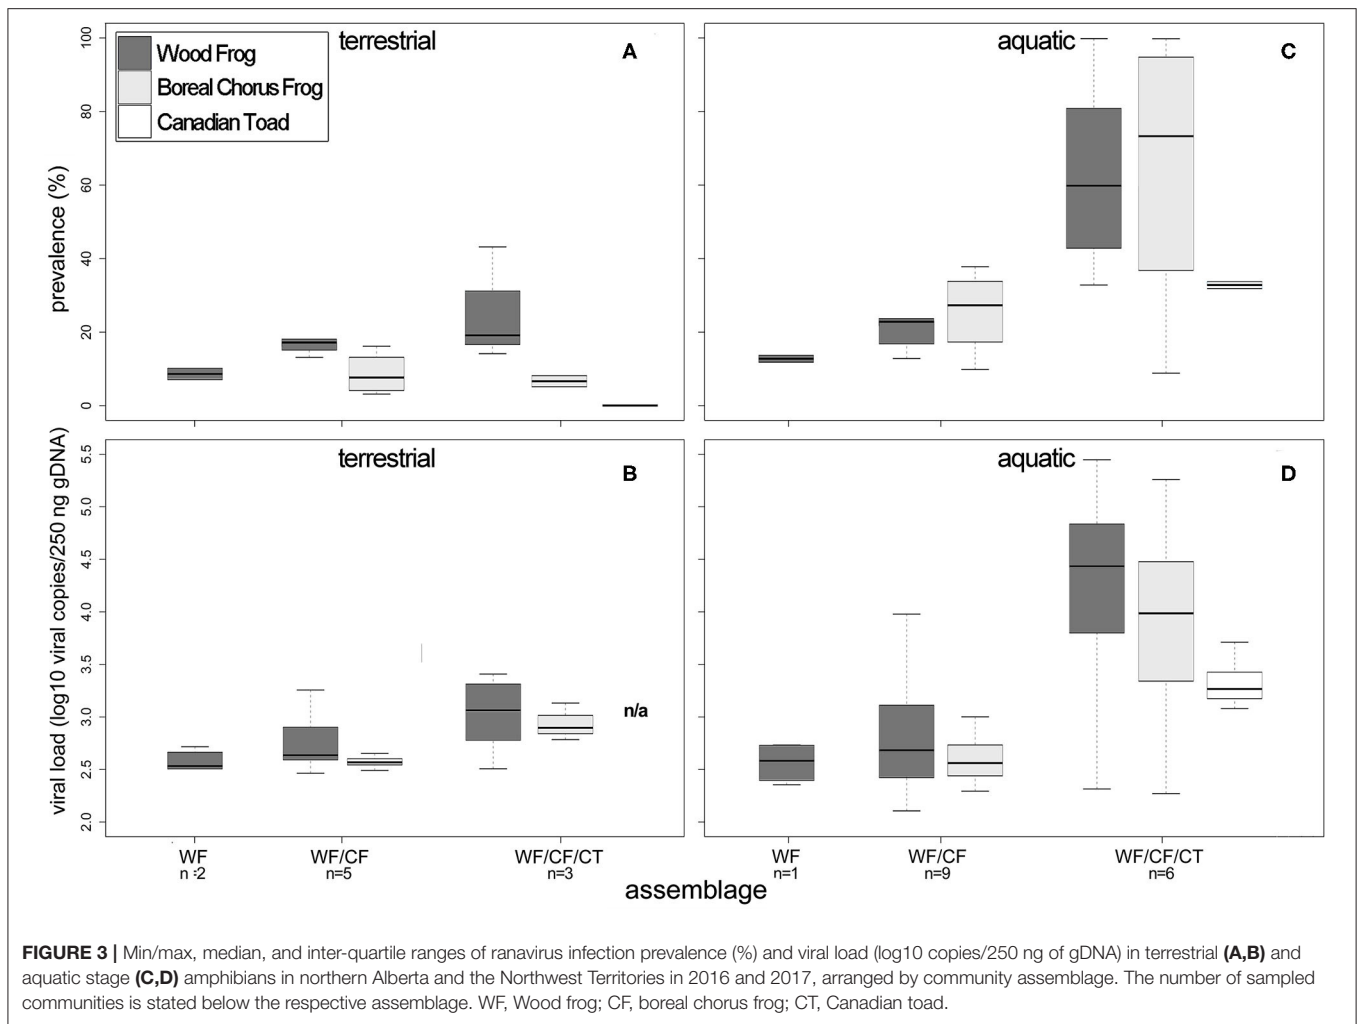 terrestrial
A
Wood Frog
Boreal Chorus Frog
Canadian Toad
aquatic
C
prevalence (%)
100
80
60
40
20
0
terrestrial
B
n/a
aquatic
D
viral load (log10 viral copies/250 ng gDNA)
5.5
5.0
4.5
4.0
3.5
3.0
2.5
2.0
WF
n :2
WF/CF
n=5
WF/CF/CT
n=3
WF
n=1
WF/CF
n=9
WF/CF/CT
n=6
assemblage
FIGURE 3 | Min/max, median, and inter-quartile ranges of ranavirus infection prevalence (%) and viral load (log10 copies/250 ng of gDNA) in terrestrial (A,B) and
aquatic stage (C,D) amphibians in northern Alberta and the Northwest Territories in 2016 and 2017, arranged by community assemblage. The number of sampled
communities is stated below the respective assemblage. WF, Wood frog; CF, boreal chorus frog; CT, Canadian toad.